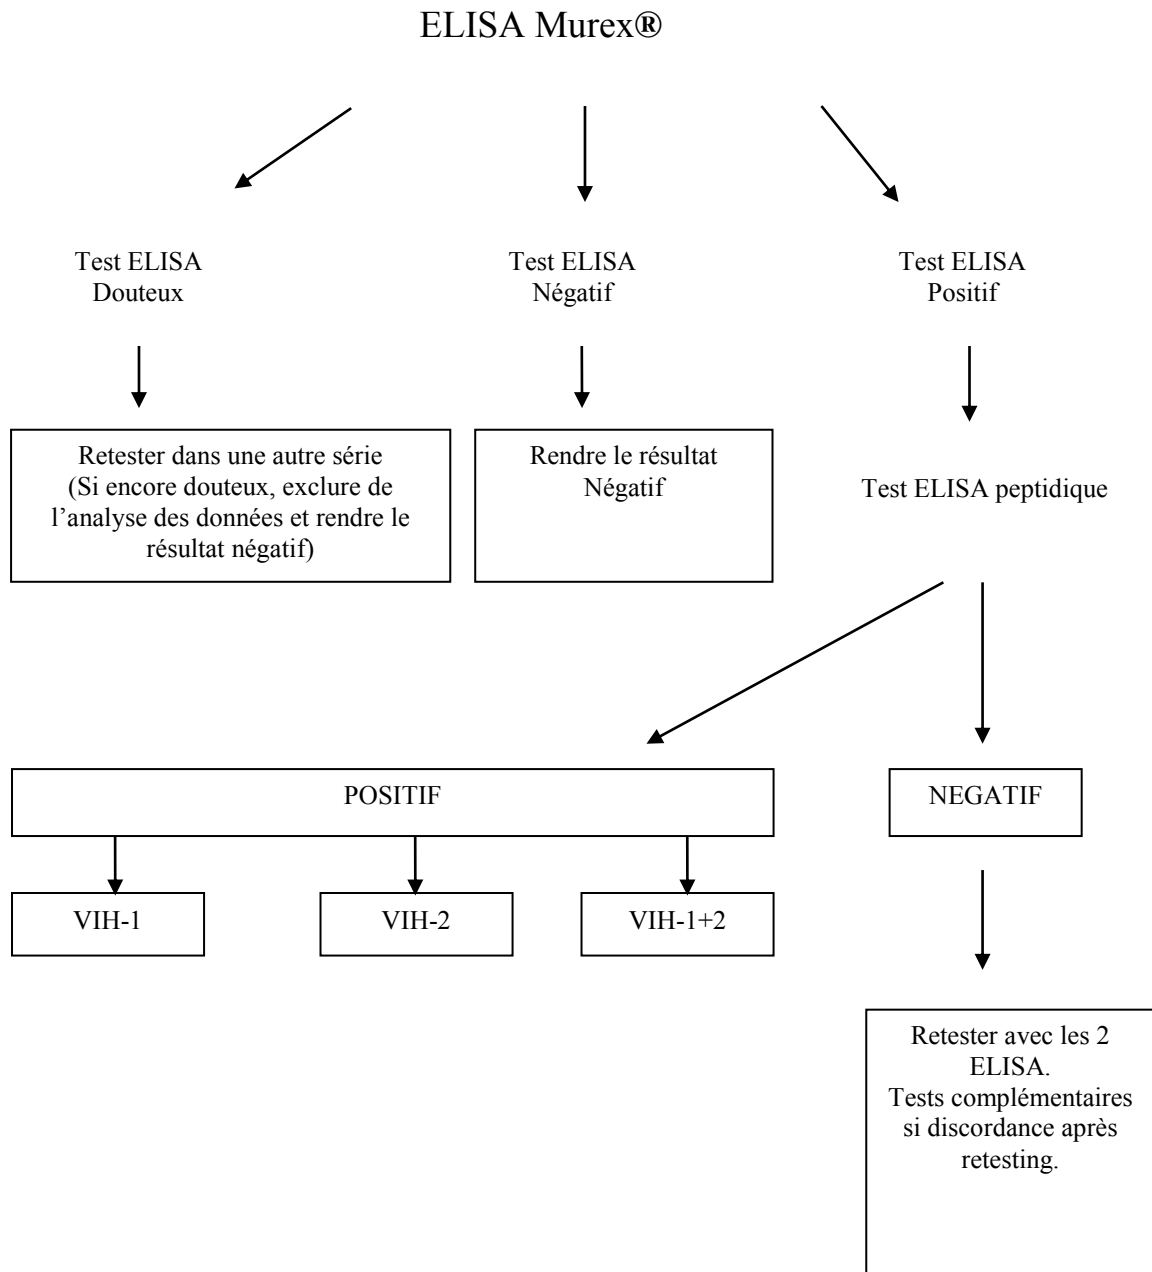 ELISA Murex®
Test ELISA
Douteux
Test ELISA
Négatif
Test ELISA
Positif
Retester dans une autre série
(Si encore douteux, exclure de
l’analyse des données et rendre le
résultat négatif)
Rendre le résultat
Négatif
Test ELISA peptidique
POSITIF
NEGATIF
VIH-1
VIH-2
VIH-1+2
Retester avec les 2
ELISA.
Tests complémentaires
si discordance après
retesting.